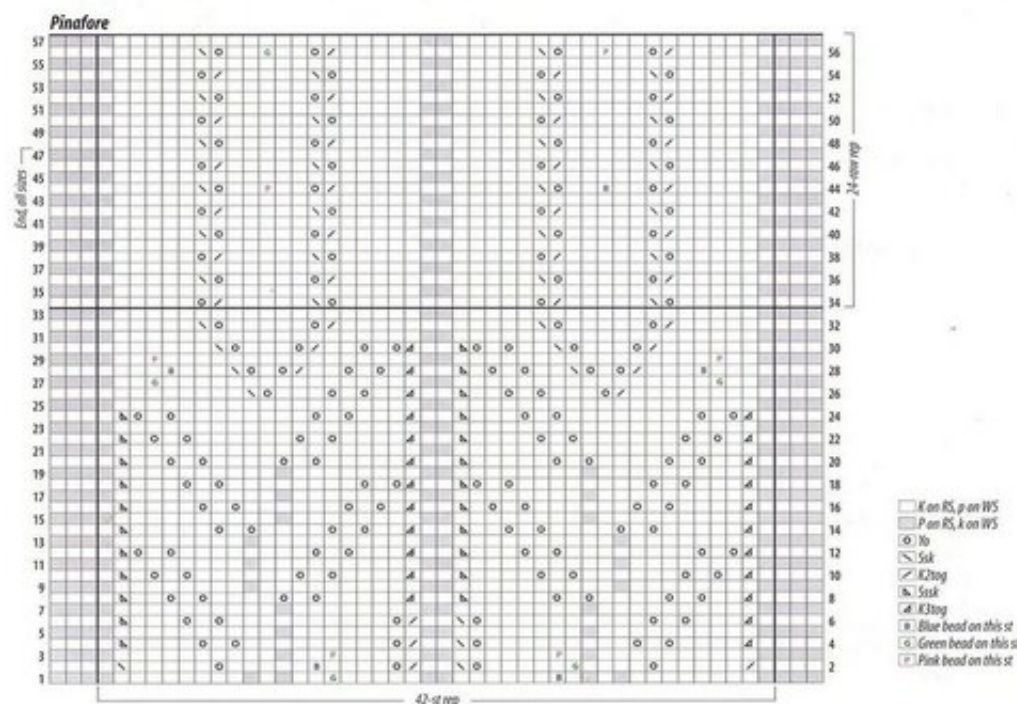 Pinafore
57
55 56
53 54
51 52
49 50
47 48
45 46
43 44
41 42
39 40
37 38
35 36
34
33
31 32
29 30
27 28
25 26
23 24
21 22
19 20
17 18
15 16
13 14
11 12
9 10
7 8
5 6
3 4
1 2
End, all sizes
24-row rep
42-st rep
K on RS, p on WS
P on RS, k on WS
Yo
Ssk
K2tog
Sssk
K3tog
B Blue bead on this st
G Green bead on this st
P Pink bead on this st